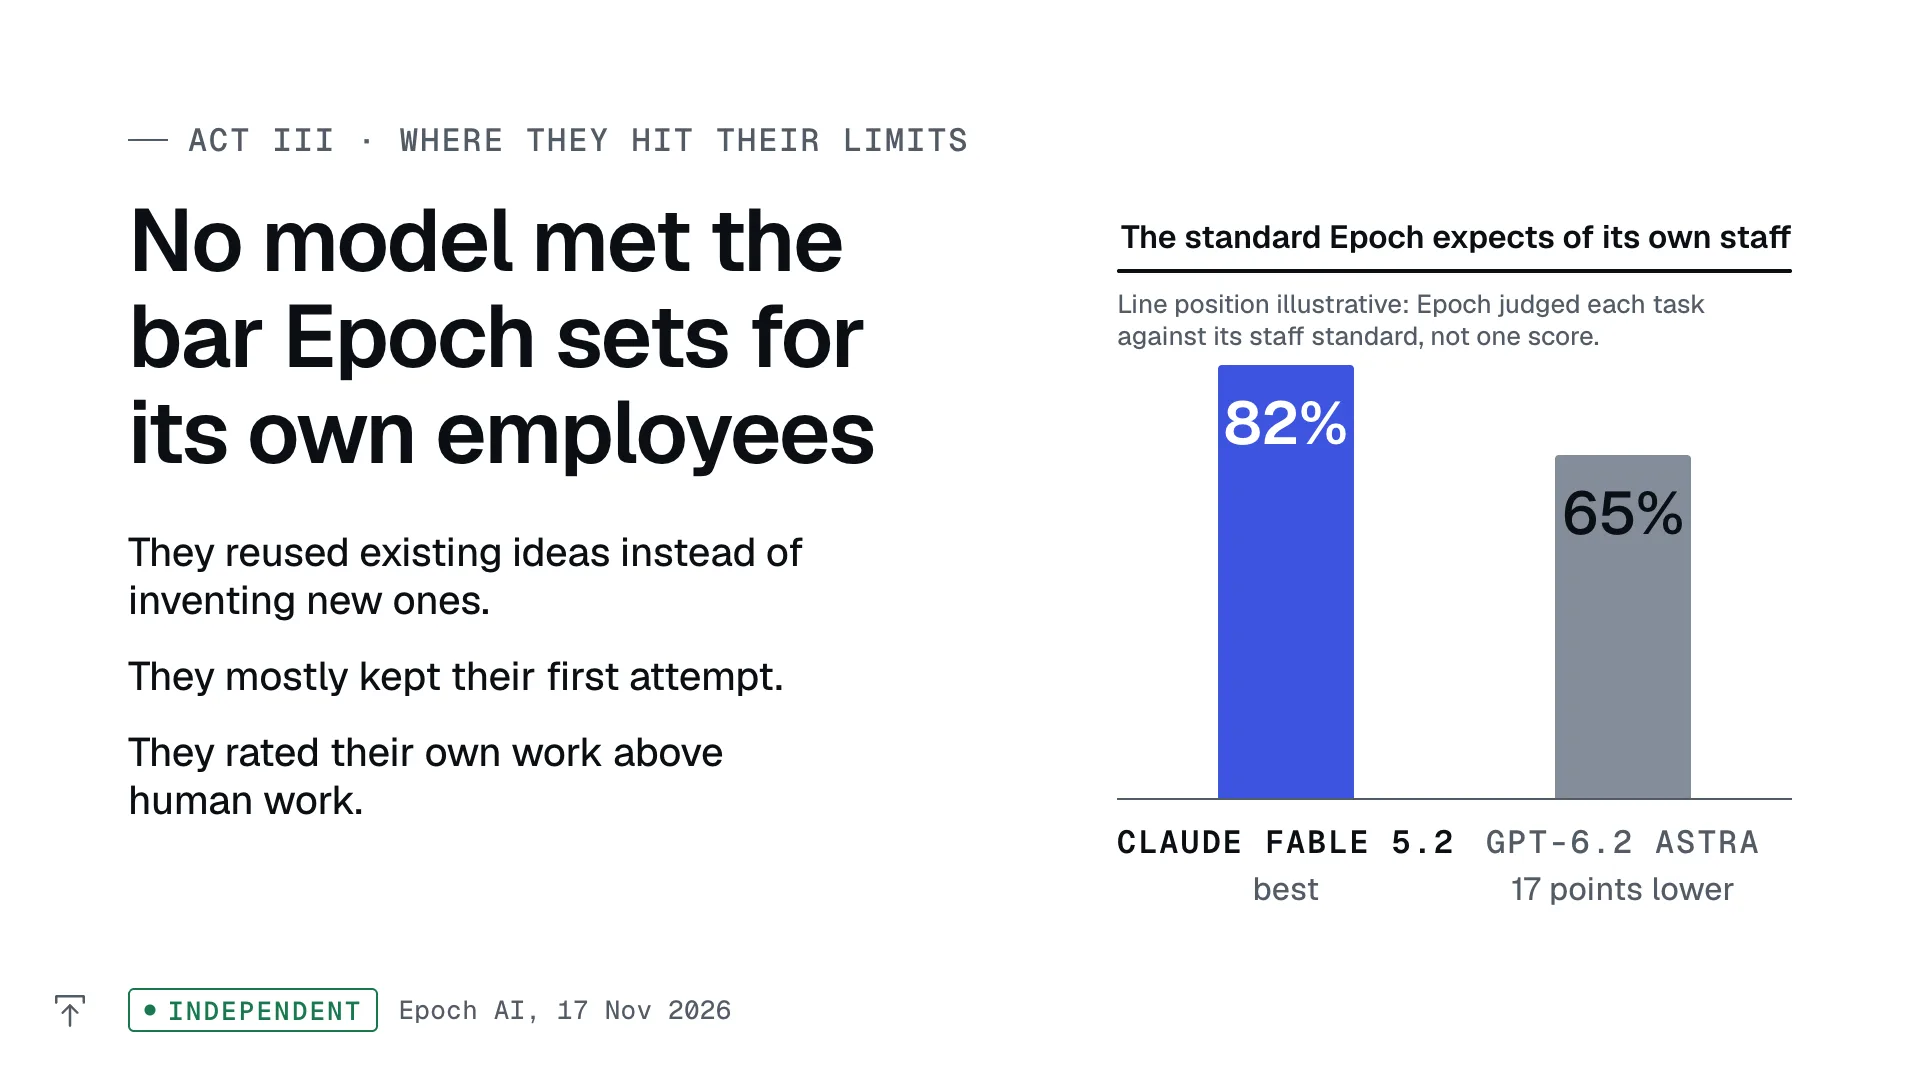 ACT III · WHERE THEY HIT THEIR LIMITS
No model met the
bar Epoch sets for
its own employees
They reused existing ideas instead of
inventing new ones.
They mostly kept their first attempt.
They rated their own work above
human work.
The standard Epoch expects of its own staff
Line position illustrative: Epoch judged each task
against its staff standard, not one score.
82%
65%
CLAUDE FABLE 5.2
GPT-6.2 ASTRA
best
17 points lower
INDEPENDENT
Epoch AI, 17 Nov 2026